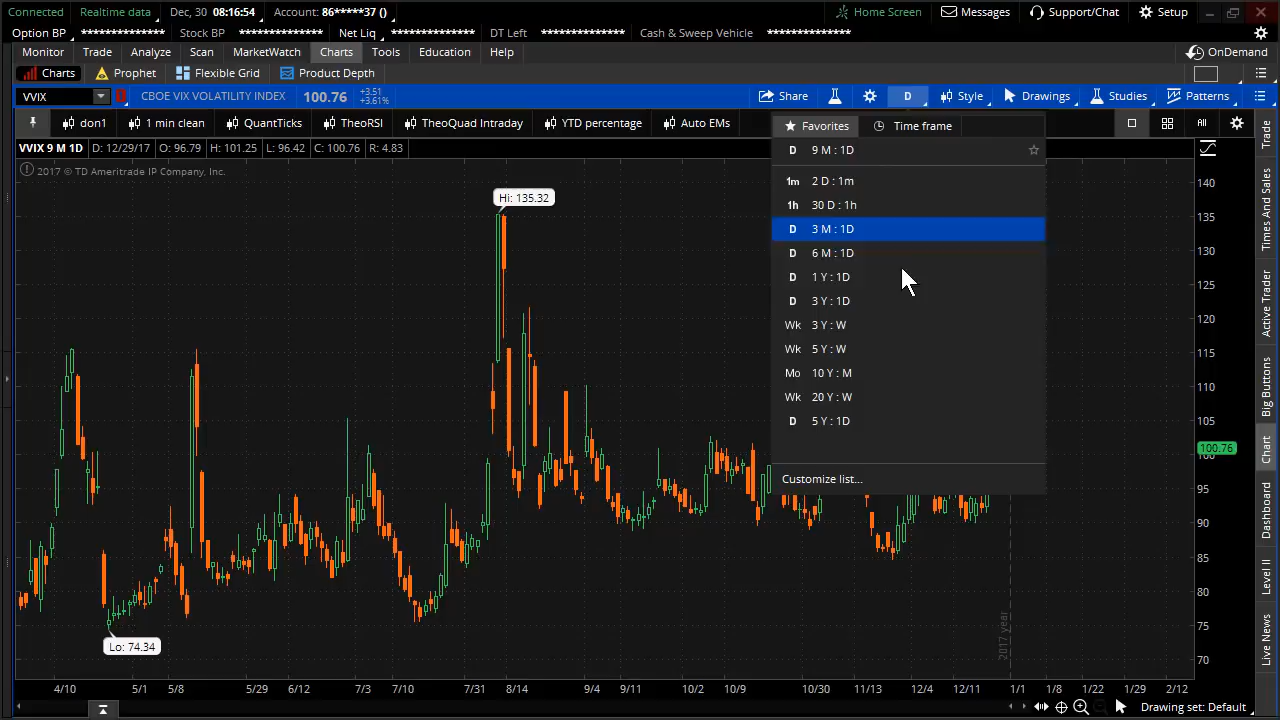 Connected Realtime data Dec, 30 08:16:54 Account: 86*****37 () Home Screen Messages Support/Chat Setup
Option BP ************** Stock BP ************** Net Liq ************** DT Left ************** Cash & Sweep Vehicle **************
Monitor Trade Analyze Scan MarketWatch Charts Tools Education Help OnDemand
Charts Prophet Flexible Grid Product Depth
VVIX CBOE VIX VOLATILITY INDEX 100.76 +3.51 +3.61% Share D Style Drawings Studies Patterns
don1 1 min clean QuantTicks TheoRSI TheoQuad Intraday YTD percentage Auto EMs All
VVIX 9 M 1D D: 12/29/17 O: 96.79 H: 101.25 L: 96.42 C: 100.76 R: 4.83
2017 © TD Ameritrade IP Company, Inc.
Favorites Time frame
D 9 M : 1D
1m 2 D : 1m
1h 30 D : 1h
D 3 M : 1D
D 6 M : 1D
D 1 Y : 1D
D 3 Y : 1D
Wk 3 Y : W
Wk 5 Y : W
Mo 10 Y : M
Wk 20 Y : W
D 5 Y : 1D
Customize list...
Hi: 135.32
Lo: 74.34
140
135
130
125
120
115
110
105
100
100.76
95
90
85
80
75
70
2017 year
4/10 5/1 5/8 5/29 6/12 7/3 7/10 7/31 8/14 9/4 9/11 10/2 10/9 10/30 11/13 12/4 12/11 1/1 1/8 1/22 1/29 2/12
Drawing set: Default
Trade
Times And Sales
Active Trader
Big Buttons
Chart
Dashboard
Level II
Live News